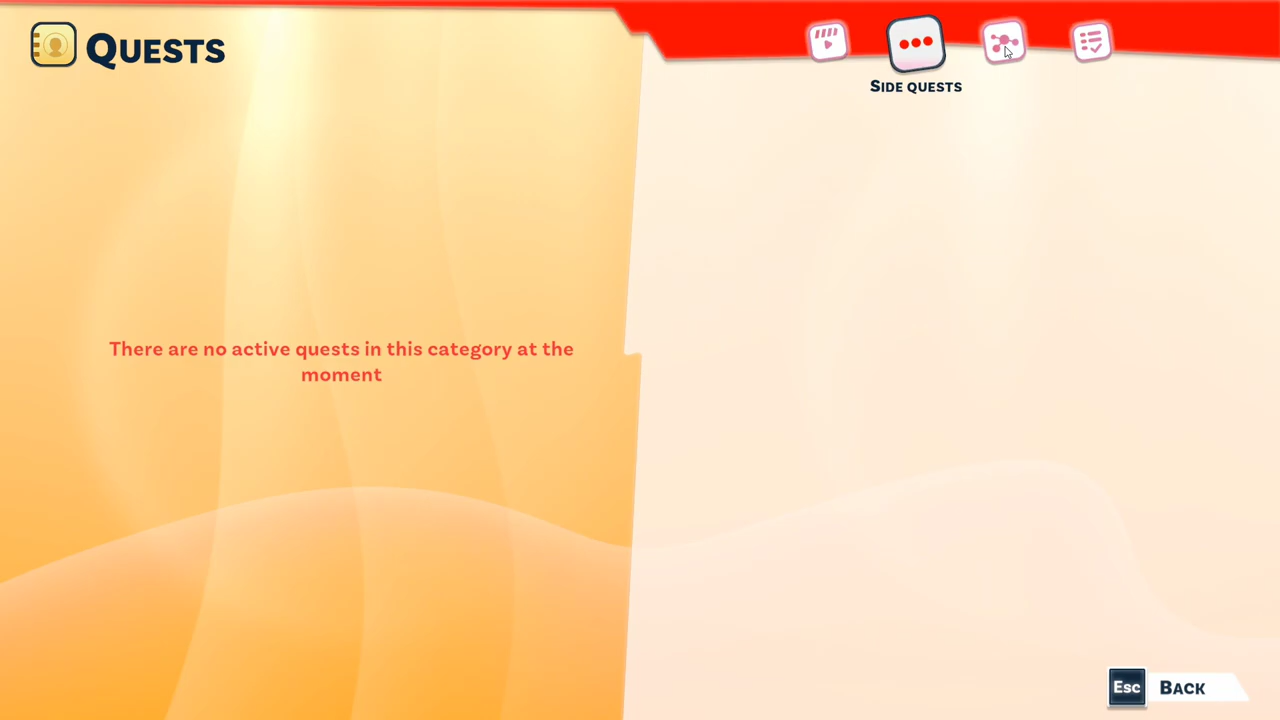 QUESTS
SIDE QUESTS
There are no active quests in this category at the
moment
Esc BACK